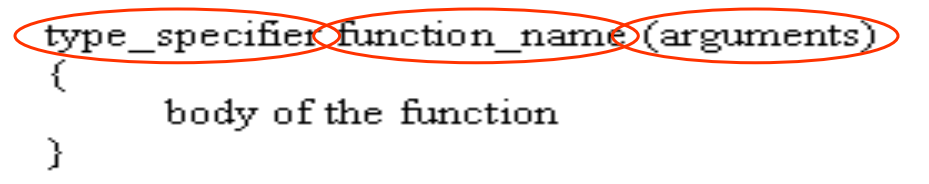 type_specifier function_name (arguments)
{
body of the function
}